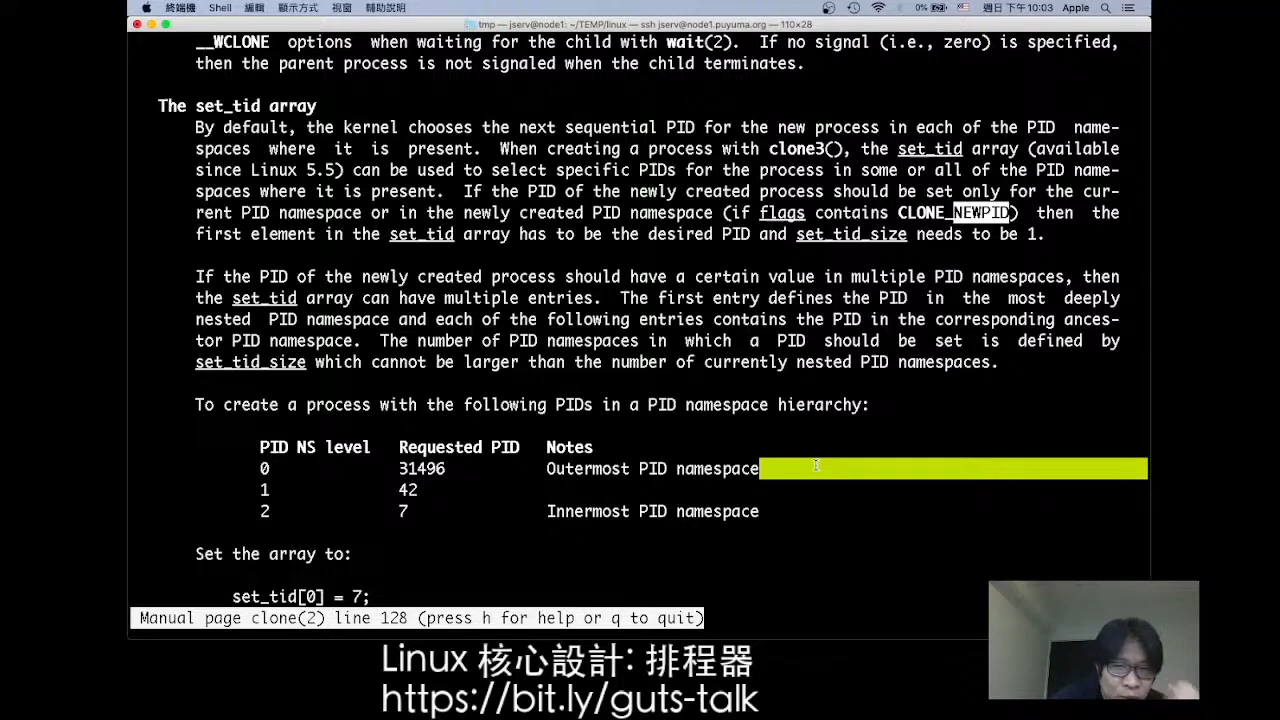 Shell 編輯 顯示方式 視窗 輔助說明 0% 週日 下午 10:03 Apple
終端機
tmp — jserv@node1: ~/TEMP/linux — ssh jserv@node1.puyuma.org — 110×28
__WCLONE options when waiting for the child with wait(2). If no signal (i.e., zero) is specified,
then the parent process is not signaled when the child terminates.
The set_tid array
By default, the kernel chooses the next sequential PID for the new process in each of the PID name-
spaces where it is present. When creating a process with clone3(), the set_tid array (available
since Linux 5.5) can be used to select specific PIDs for the process in some or all of the PID name-
spaces where it is present. If the PID of the newly created process should be set only for the cur-
rent PID namespace or in the newly created PID namespace (if flags contains CLONE_NEWPID) then the
first element in the set_tid array has to be the desired PID and set_tid_size needs to be 1.
If the PID of the newly created process should have a certain value in multiple PID namespaces, then
the set_tid array can have multiple entries. The first entry defines the PID in the most deeply
nested PID namespace and each of the following entries contains the PID in the corresponding ances-
tor PID namespace. The number of PID namespaces in which a PID should be set is defined by
set_tid_size which cannot be larger than the number of currently nested PID namespaces.
To create a process with the following PIDs in a PID namespace hierarchy:
PID NS level Requested PID Notes
0 31496 Outermost PID namespace
1 42
2 7 Innermost PID namespace
Set the array to:
set_tid[0] = 7;
Manual page clone(2) line 128 (press h for help or q to quit)
Linux 核心設計: 排程器
https://bit.ly/guts-talk